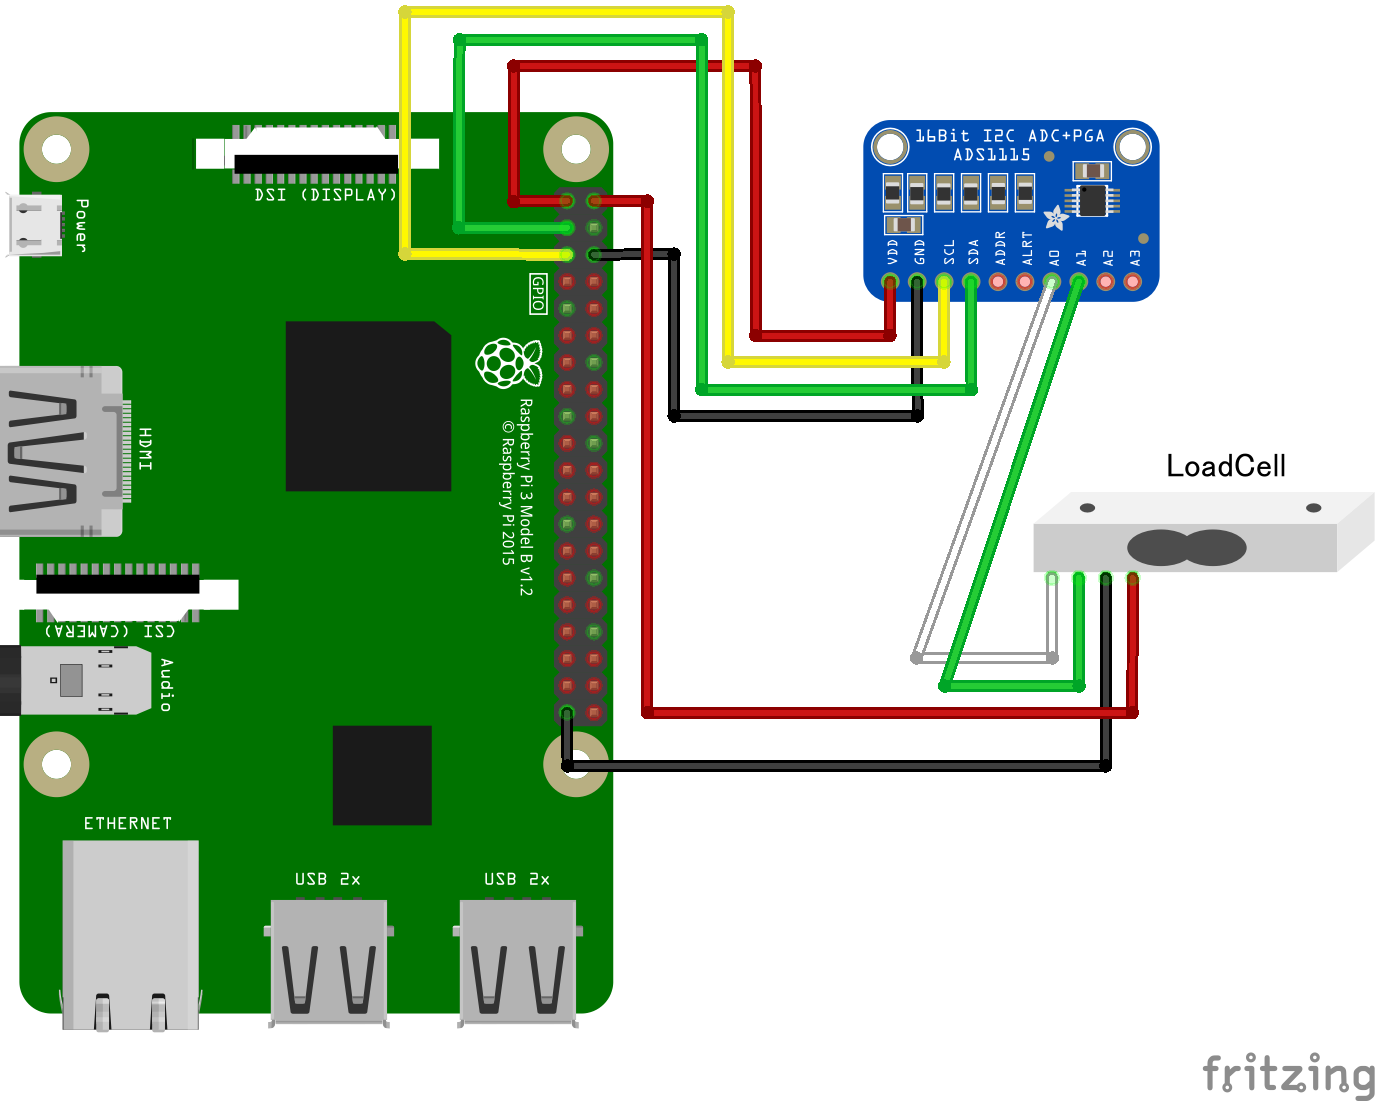 16Bit I2C ADC+PGA
ADS1115
DSI (DISPLAY)
Power
VDD
GND
SCL
SDA
ADDR
ALRT
A0
A1
A2
A3
GPIO
HDMI
Raspberry Pi 3 Model B v1.2
© Raspberry Pi 2015
LoadCell
CSI (CAMERA)
Audio
ETHERNET
USB 2x
USB 2x
fritzing